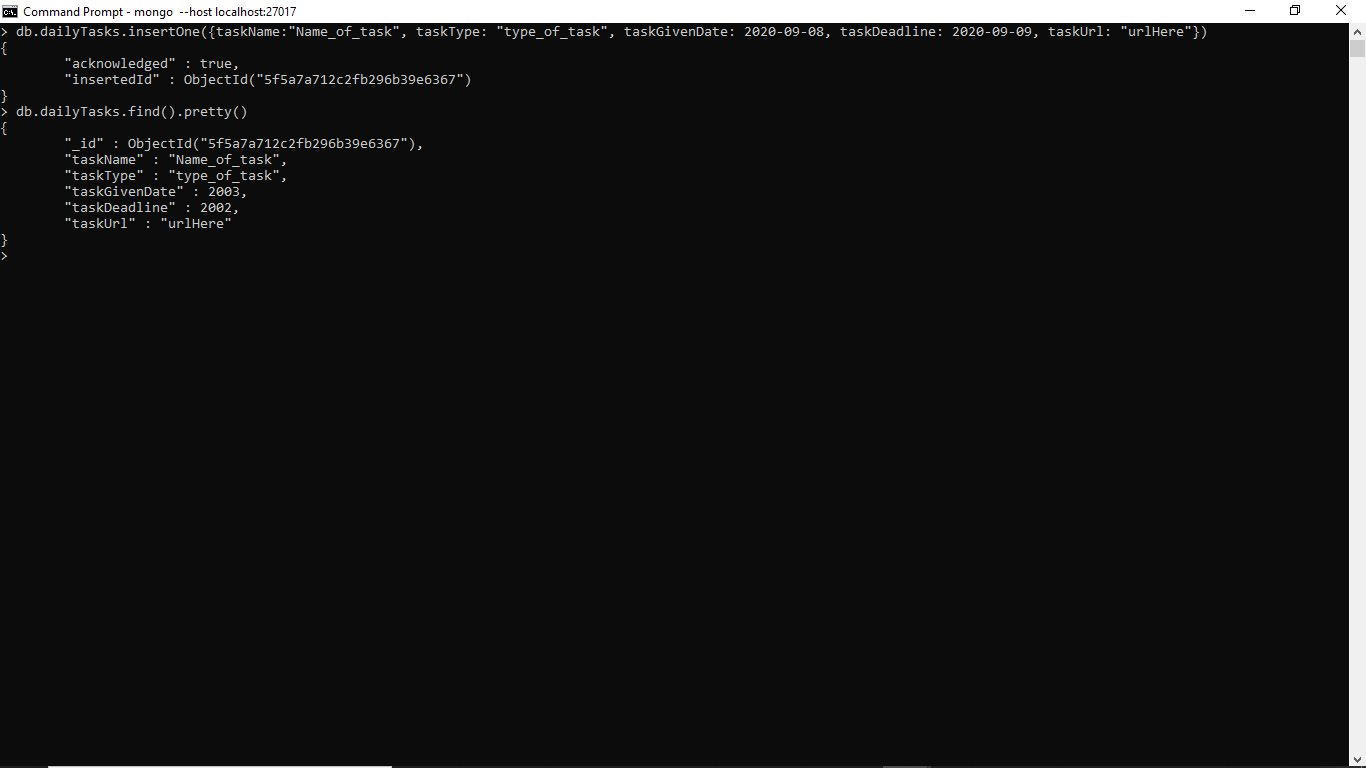 Command Prompt - mongo --host localhost:27017
> db.dailyTasks.insertOne({taskName:"Name_of_task", taskType: "type_of_task", taskGivenDate: 2020-09-08, taskDeadline: 2020-09-09, taskUrl: "urlHere"})
{
        "acknowledged" : true,
        "insertedId" : ObjectId("5f5a7a712c2fb296b39e6367")
}
> db.dailyTasks.find().pretty()
{
        "_id" : ObjectId("5f5a7a712c2fb296b39e6367"),
        "taskName" : "Name_of_task",
        "taskType" : "type_of_task",
        "taskGivenDate" : 2003,
        "taskDeadline" : 2002,
        "taskUrl" : "urlHere"
}
>